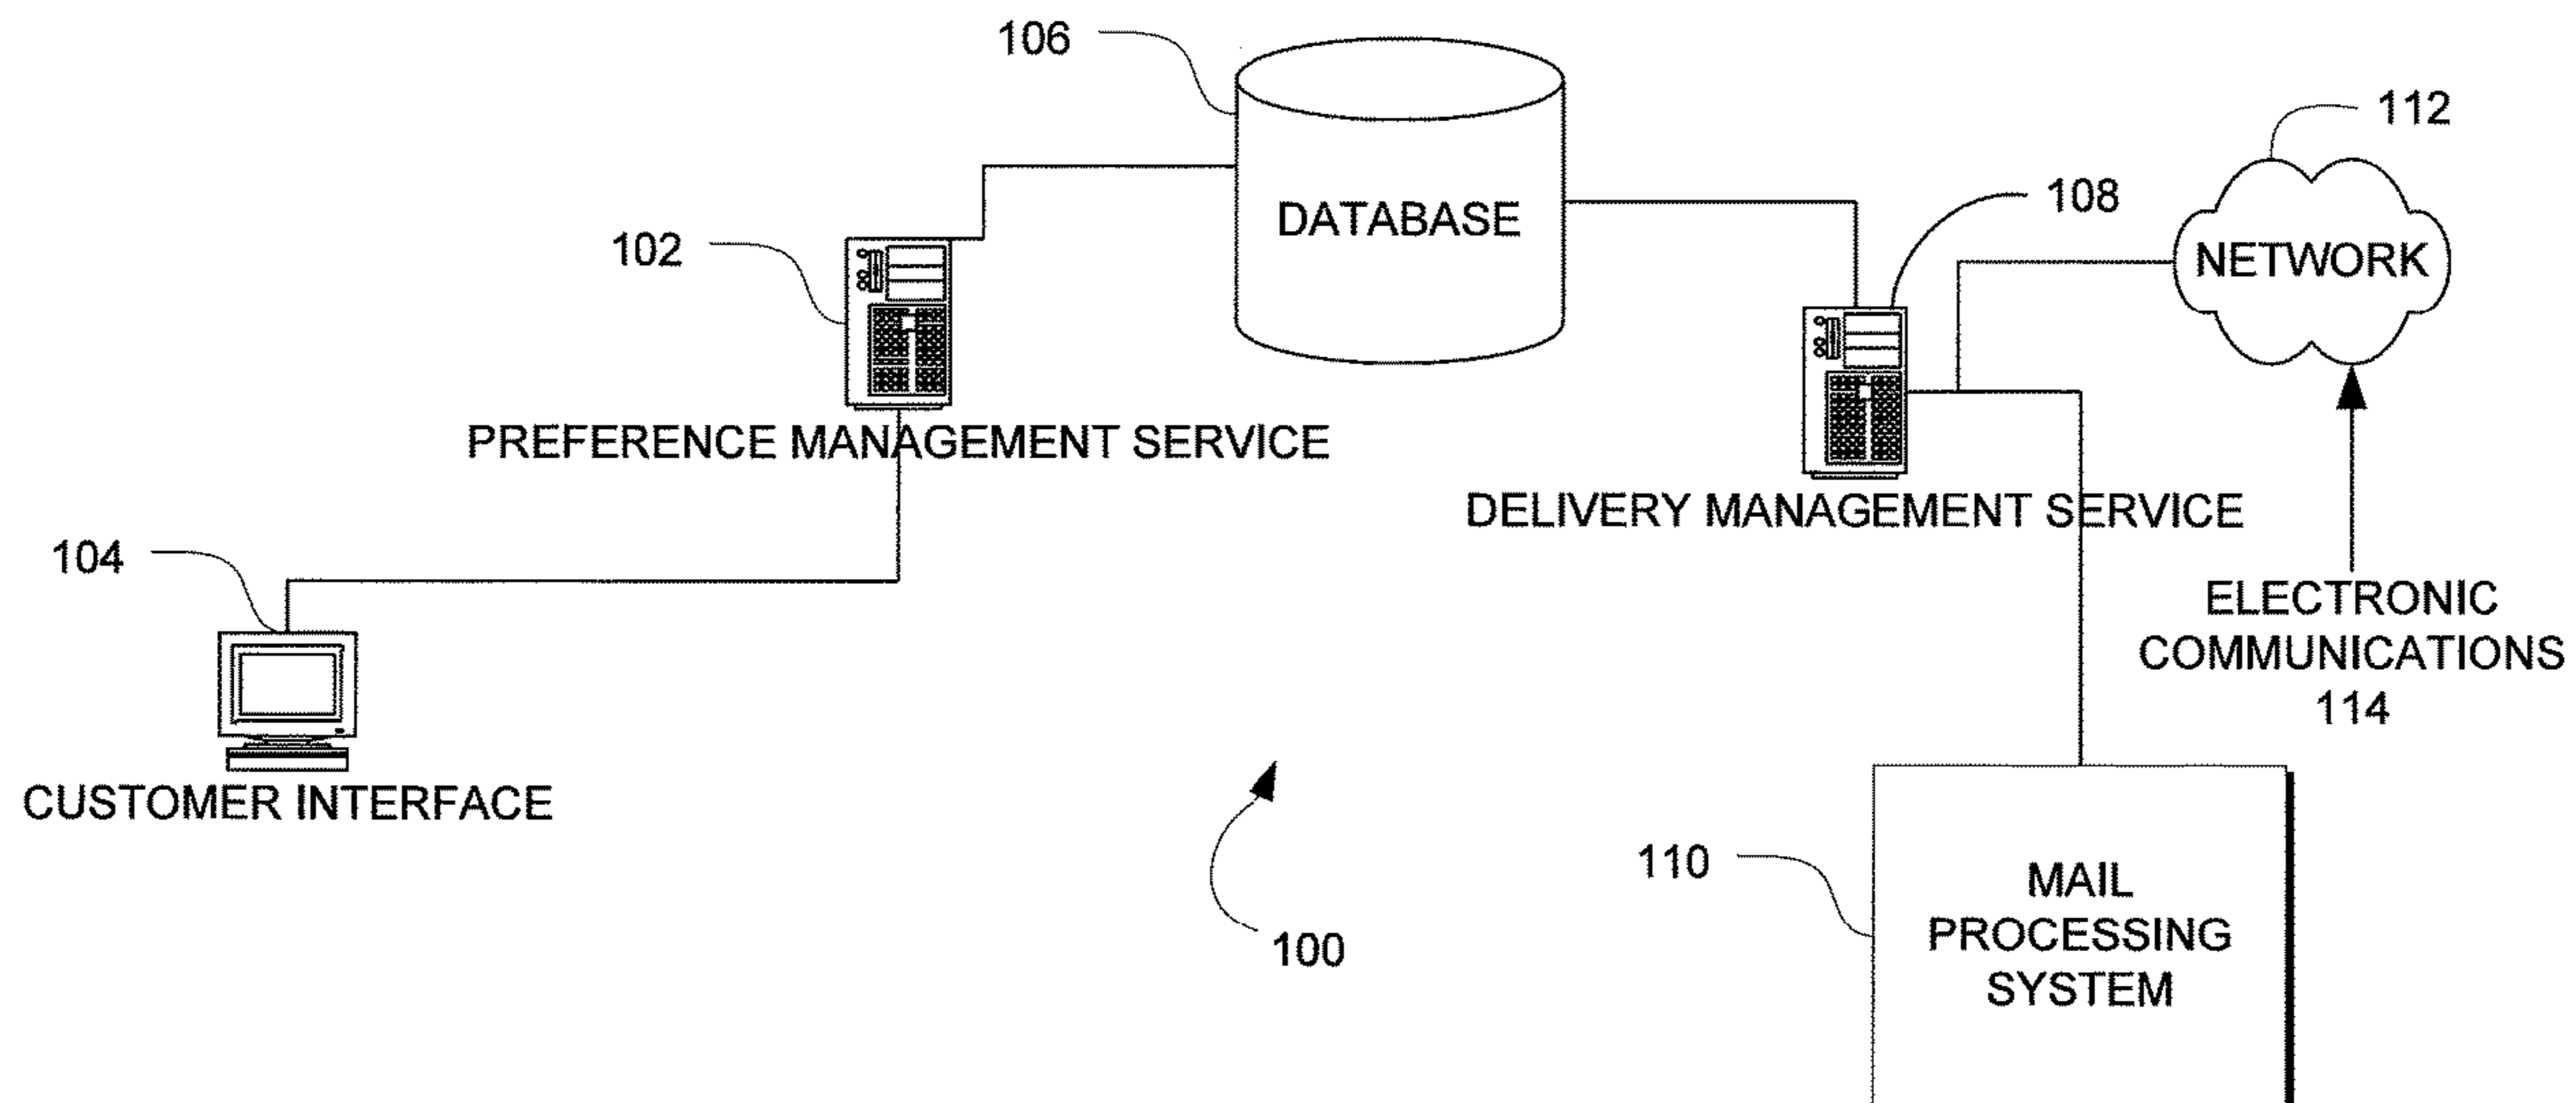 106
112
108
DATABASE
102
NETWORK
PREFERENCE MANAGEMENT SERVICE
DELIVERY MANAGEMENT SERVICE
104
ELECTRONIC
COMMUNICATIONS
114
CUSTOMER INTERFACE
110
MAIL
PROCESSING
SYSTEM
100